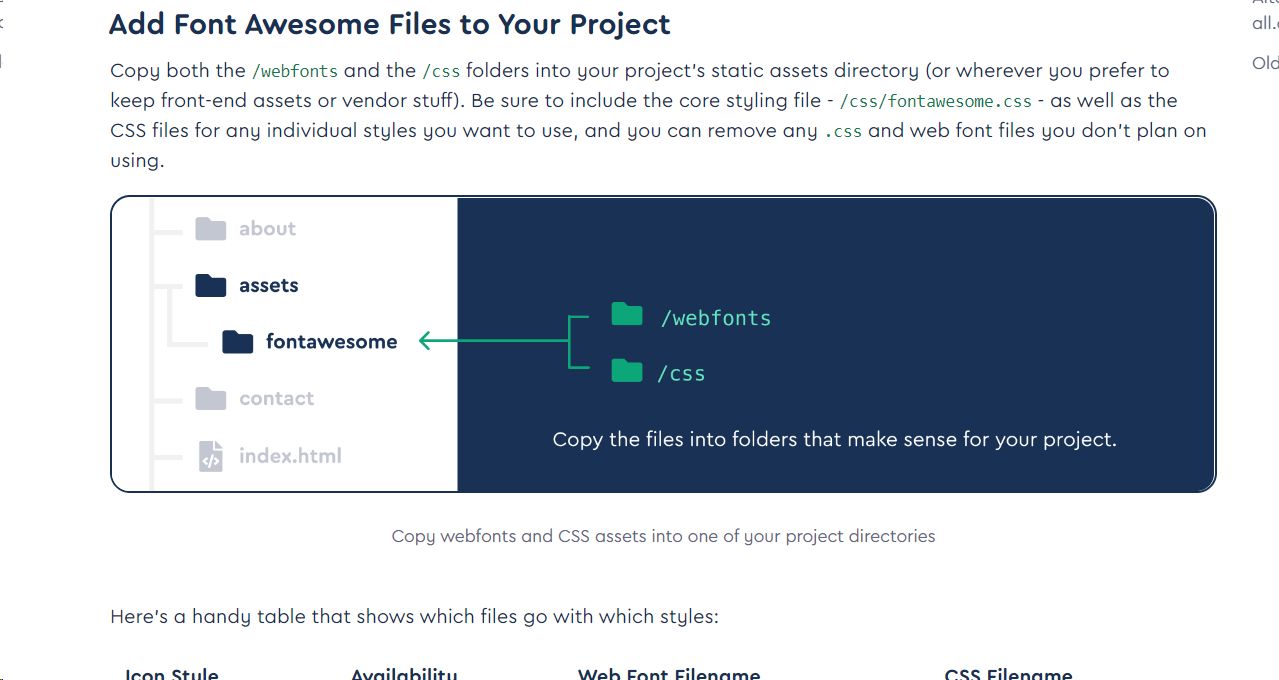 Add Font Awesome Files to Your Project
Copy both the /webfonts and the /css folders into your project's static assets directory (or wherever you prefer to
keep front-end assets or vendor stuff). Be sure to include the core styling file - /css/fontawesome.css - as well as the
CSS files for any individual styles you want to use, and you can remove any .css and web font files you don't plan on
using.
about
assets
fontawesome
contact
index.html
/webfonts
/css
Copy the files into folders that make sense for your project.
Copy webfonts and CSS assets into one of your project directories
Here's a handy table that shows which files go with which styles:
Icon Style Availability Web Font Filename CSS Filename
all.
Old